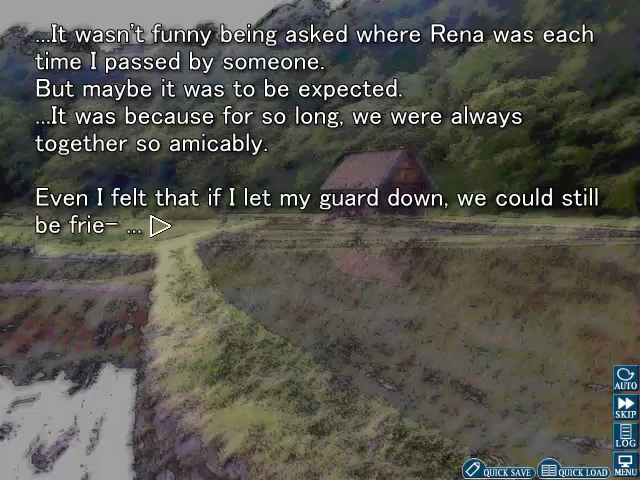 ...It wasn't funny being asked where Rena was each
time I passed by someone.
But maybe it was to be expected.
...It was because for so long, we were always
together so amicably.
Even I felt that if I let my guard down, we could still
be frie− ...
AUTO
SKIP
LOG
MENU
QUICK SAVE
QUICK LOAD